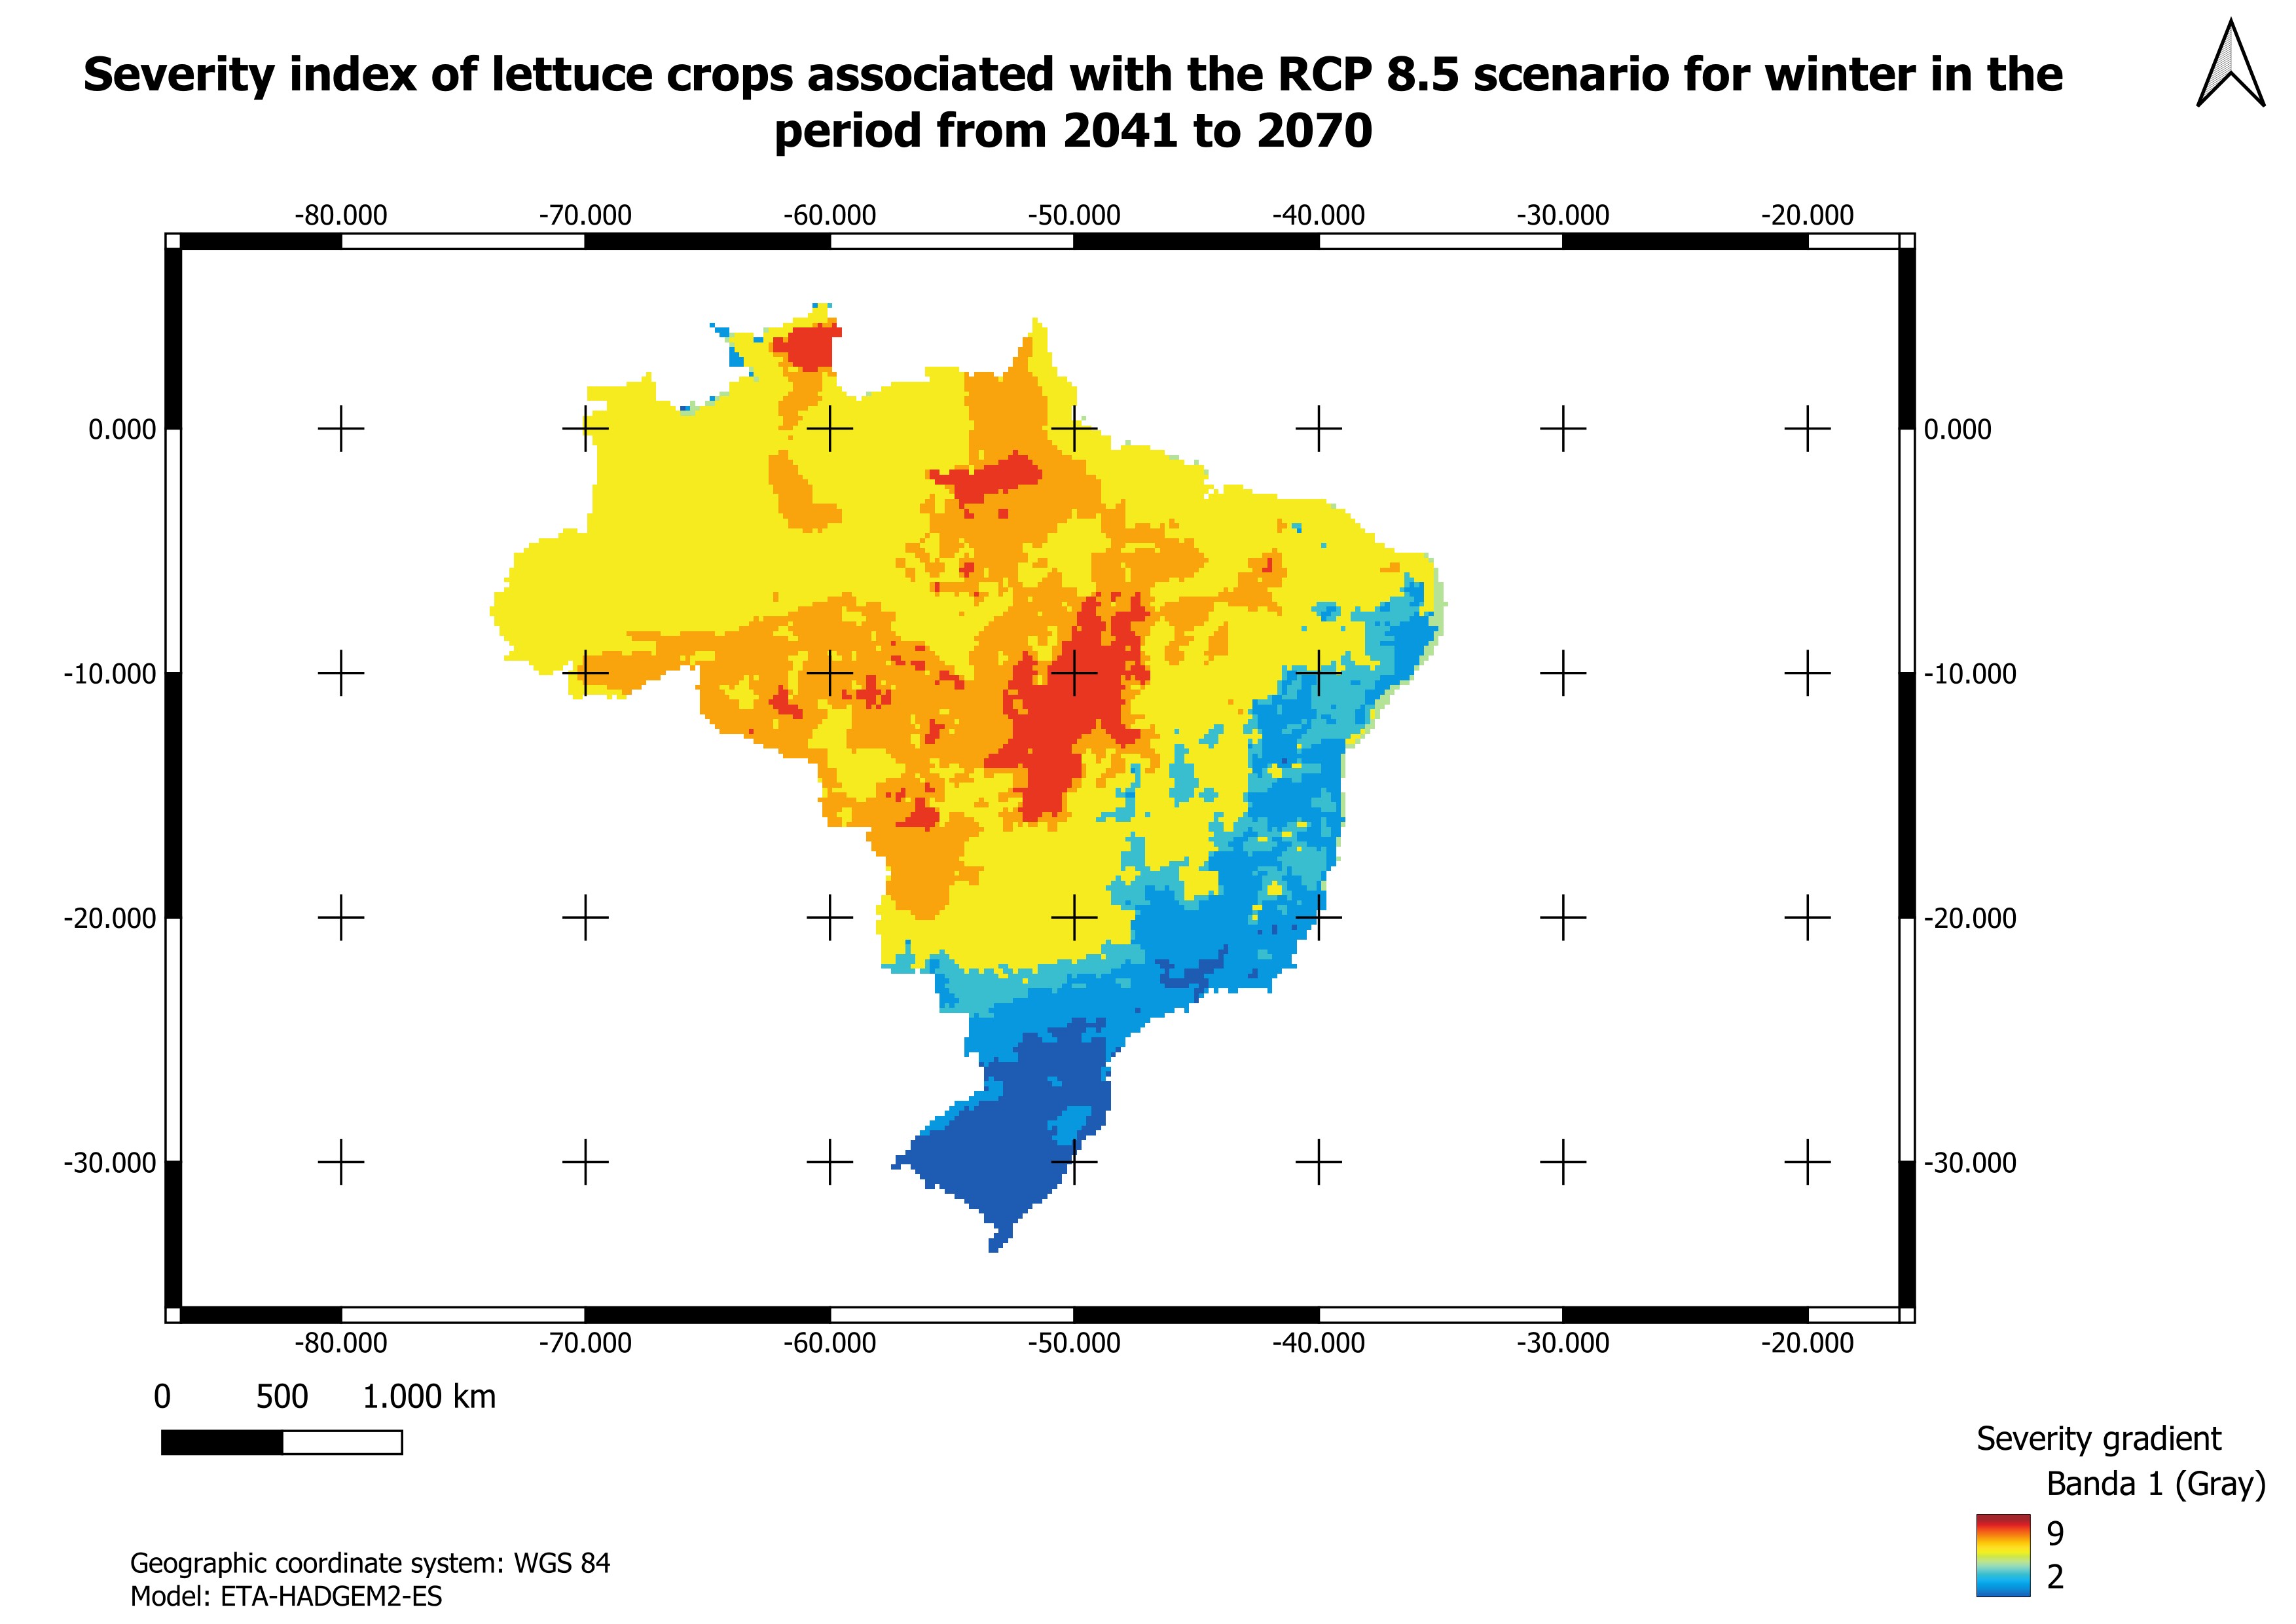 Severity index of lettuce crops associated with the RCP 8.5 scenario for winter in the
period from 2041 to 2070
-80.000 -70.000 -60.000 -50.000 -40.000 -30.000 -20.000
0.000 0.000
-10.000 -10.000
-20.000 -20.000
-30.000 -30.000
-80.000 -70.000 -60.000 -50.000 -40.000 -30.000 -20.000
0 500 1.000 km
Severity gradient
Banda 1 (Gray)
9
2
Geographic coordinate system: WGS 84
Model: ETA-HADGEM2-ES